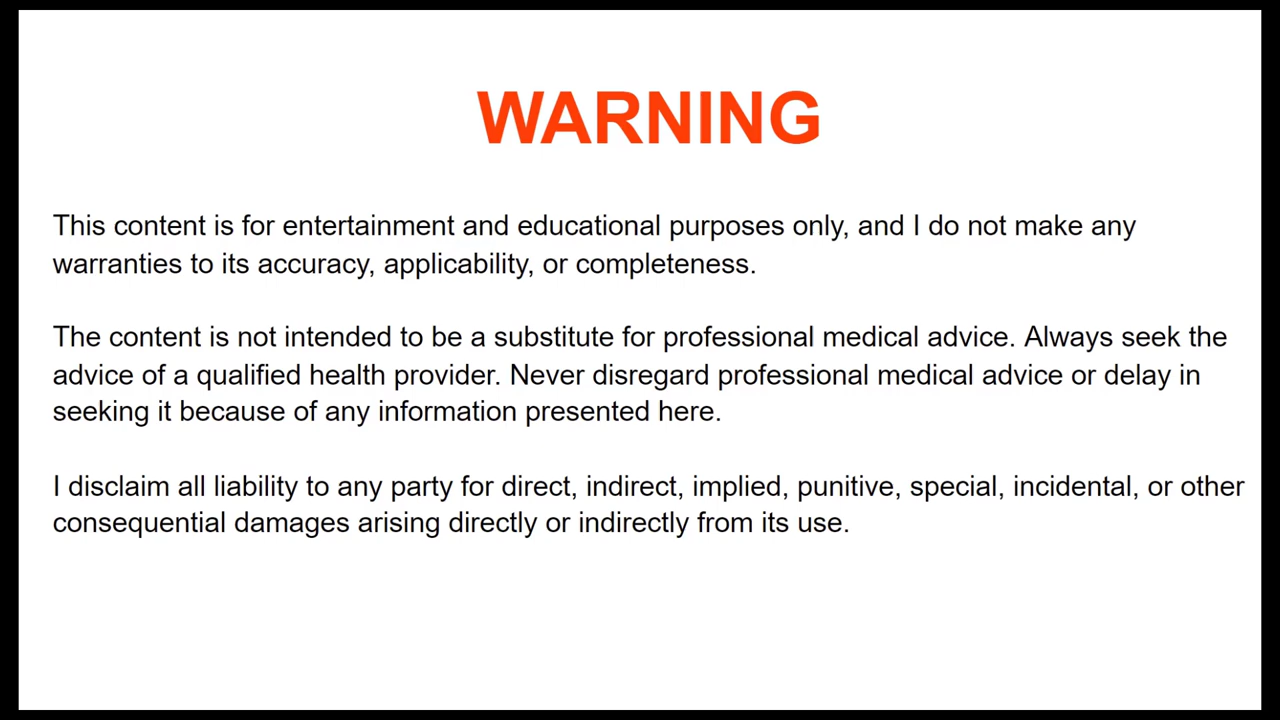 WARNING
This content is for entertainment and educational purposes only, and I do not make any
warranties to its accuracy, applicability, or completeness.
The content is not intended to be a substitute for professional medical advice. Always seek the
advice of a qualified health provider. Never disregard professional medical advice or delay in
seeking it because of any information presented here.
I disclaim all liability to any party for direct, indirect, implied, punitive, special, incidental, or other
consequential damages arising directly or indirectly from its use.